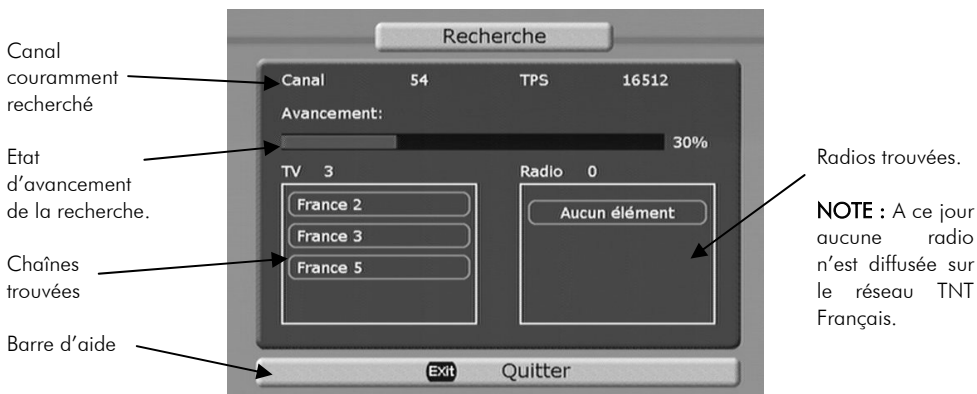 Canal
couramment
recherché
Etat
d'avancement
de la recherche.
Chaînes
trouvées
Barre d'aide
Recherche
Canal 54 TPS 16512
Avancement:
30%
TV 3
France 2
France 3
France 5
Radio 0
Aucun élément
Exit Quitter
Radios trouvées.
NOTE : A ce jour
aucune radio
n'est diffusée sur
le réseau TNT
Français.